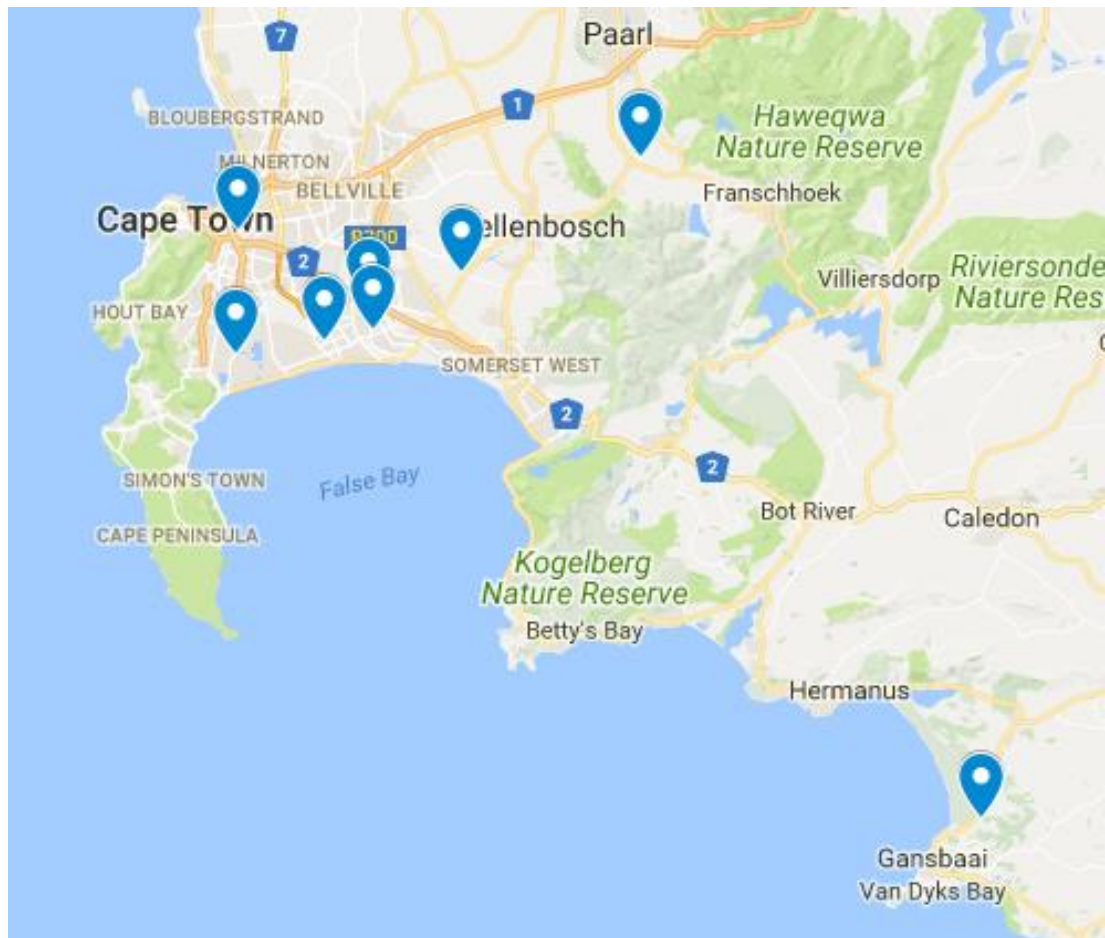 Paarl
7
1
BLOUBERGSTRAND
Haweqwa
Nature Reserve
MILNERTON
BELLVILLE
Franschhoek
Cape Town
ellenbosch
2
Villiersdorp
Riviersonde
Nature Res
HOUT BAY
SOMERSET WEST
2
2
SIMON'S TOWN
False Bay
Bot River
Caledon
CAPE PENINSULA
Kogelberg
Nature Reserve
Betty's Bay
Hermanus
Gansbaai
Van Dyks Bay